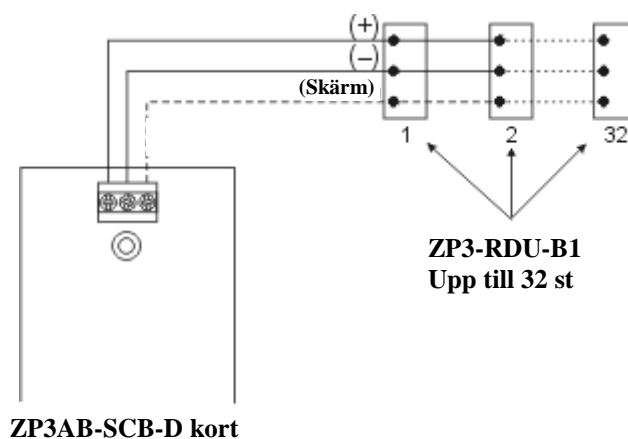 (+)
(−)
(Skärm)
1 2 32
ZP3-RDU-B1
Upp till 32 st
ZP3AB-SCB-D kort